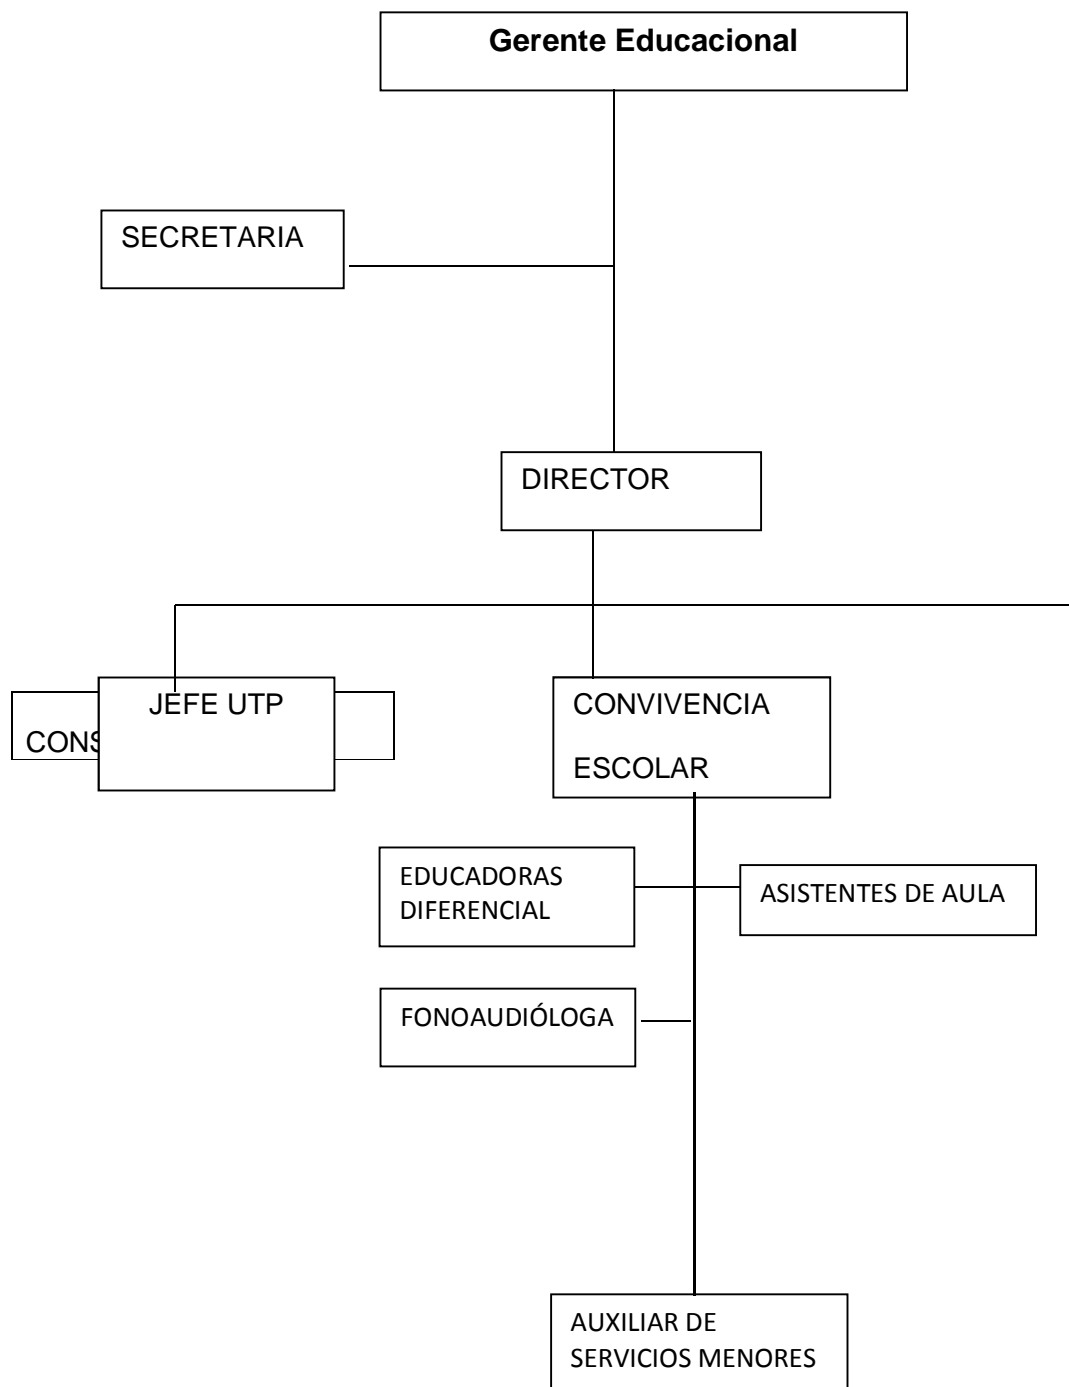 Gerente Educacional
SECRETARIA
DIRECTOR
JEFE UTP
CONVIVENCIA
ESCOLAR
EDUCADORAS
DIFERENCIAL
ASISTENTES DE AULA
FONOAUDIÓLOGA
AUXILIAR DE
SERVICIOS MENORES